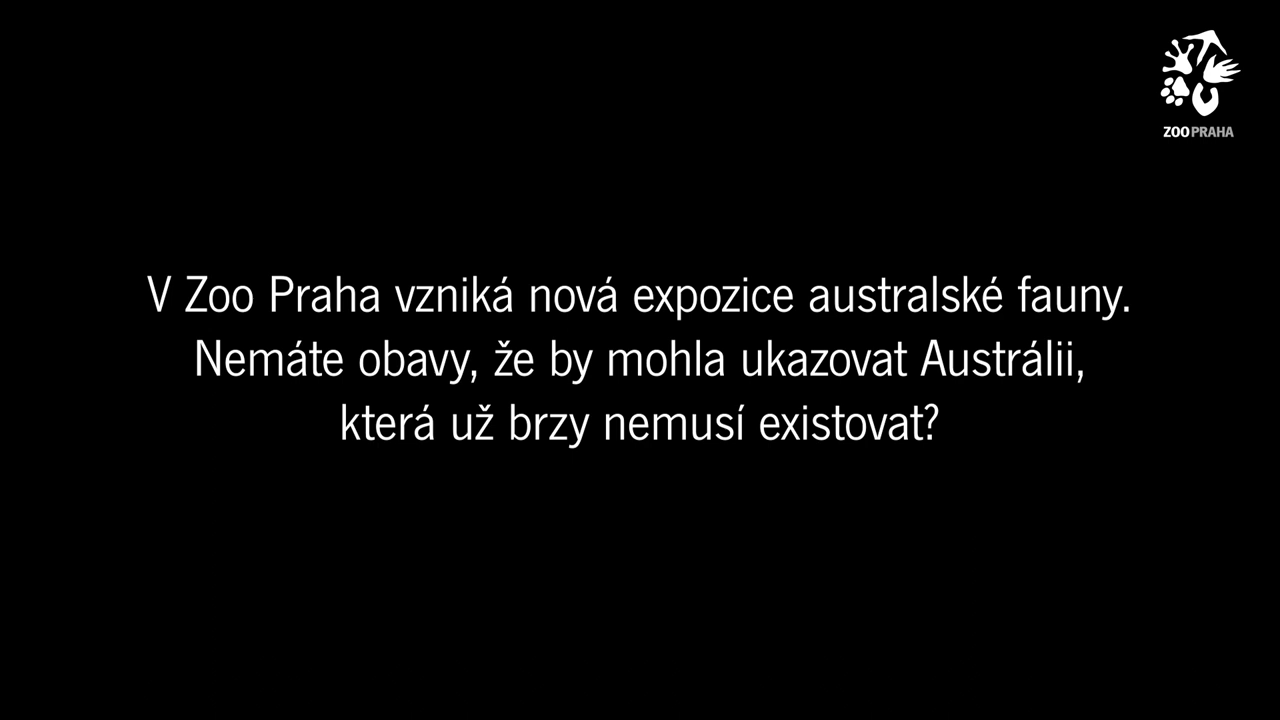 ZOO PRAHA
V Zoo Praha vzniká nová expozice australské fauny.
Nemáte obavy, že by mohla ukazovat Austrálii,
která už brzy nemusí existovat?